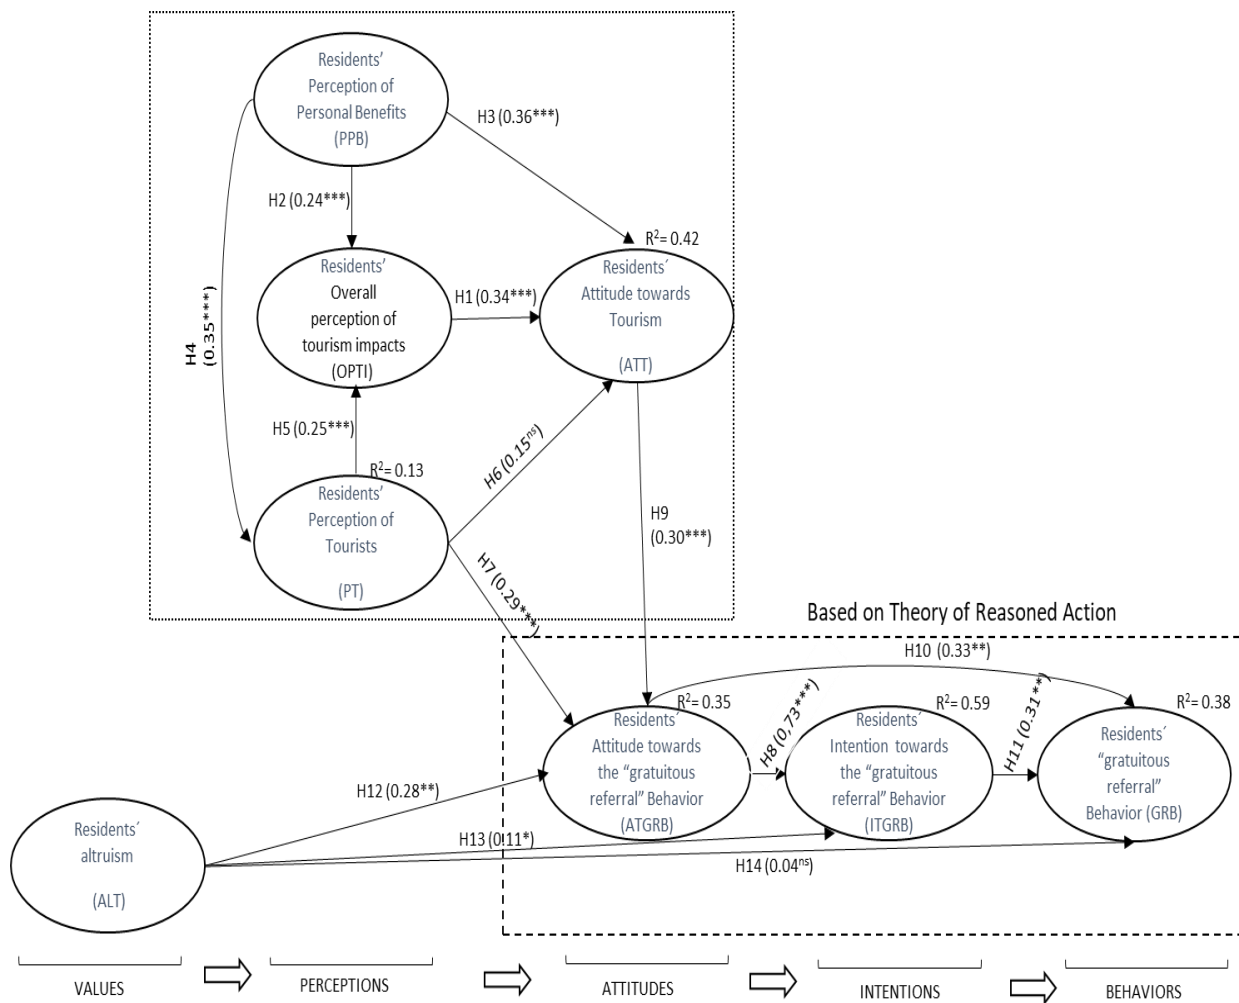 Residents'
Perception of
Personal Benefits
(PPB)
H3 (0.36***)
H2 (0.24***)
R²= 0.42
Residents'
Overall
perception of
tourism impacts
(OPTI)
H1 (0.34***)
Residents´
Attitude towards
Tourism
(ATT)
H4
(0.35***)
H5 (0.25***)
H6 (0.15ns)
R²= 0.13
Residents'
Perception of
Tourists
(PT)
H7 (0.29***)
H9
(0.30***)
Based on Theory of Reasoned Action
H10 (0.33**)
R²= 0.35
Residents´
Attitude towards
the “gratuitous
referral” Behavior
(ATGRB)
H8 (0,73***)
R²= 0.59
Residents´
Intention towards
the “gratuitous
referral” Behavior
(ITGRB)
H11 (0.31**)
R²= 0.38
Residents´
“gratuitous
referral”
Behavior (GRB)
H12 (0.28**)
H13 (0.11*)
H14 (0.04ns)
Residents´
altruism
(ALT)
VALUES
PERCEPTIONS
ATTITUDES
INTENTIONS
BEHAVIORS